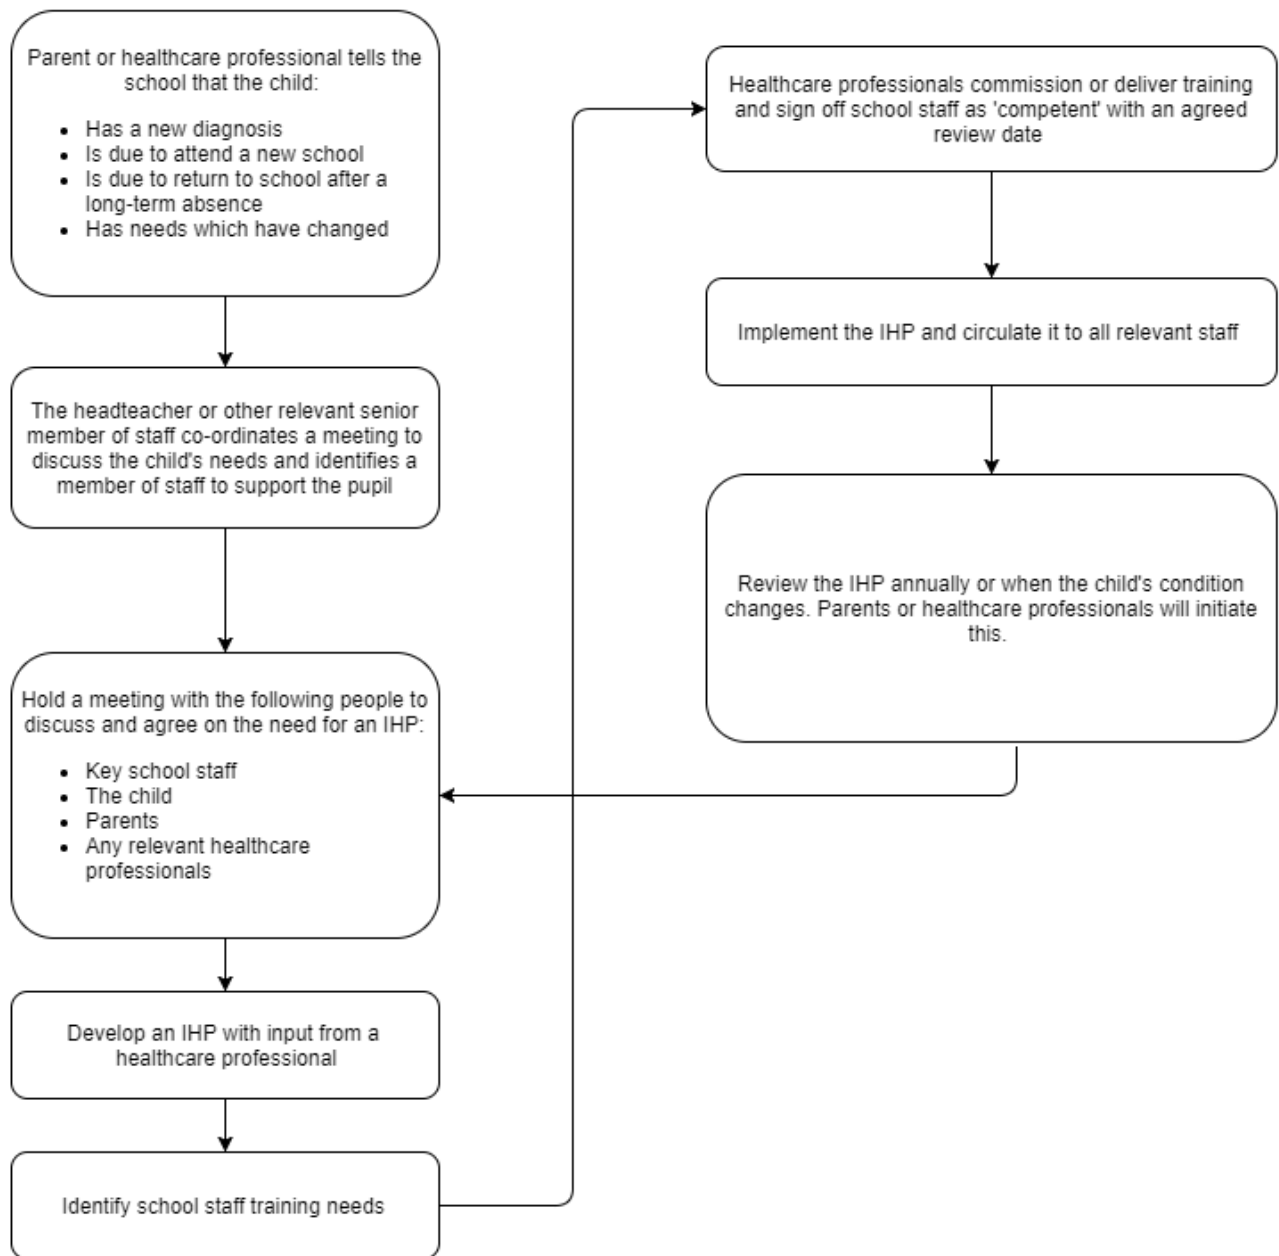 Parent or healthcare professional tells the
school that the child:
• Has a new diagnosis
• Is due to attend a new school
• Is due to return to school after a
long-term absence
• Has needs which have changed
The headteacher or other relevant senior
member of staff co-ordinates a meeting to
discuss the child's needs and identifies a
member of staff to support the pupil
Hold a meeting with the following people to
discuss and agree on the need for an IHP:
• Key school staff
• The child
• Parents
• Any relevant healthcare
professionals
Develop an IHP with input from a
healthcare professional
Identify school staff training needs
Healthcare professionals commission or deliver training
and sign off school staff as 'competent' with an agreed
review date
Implement the IHP and circulate it to all relevant staff
Review the IHP annually or when the child's condition
changes. Parents or healthcare professionals will initiate
this.